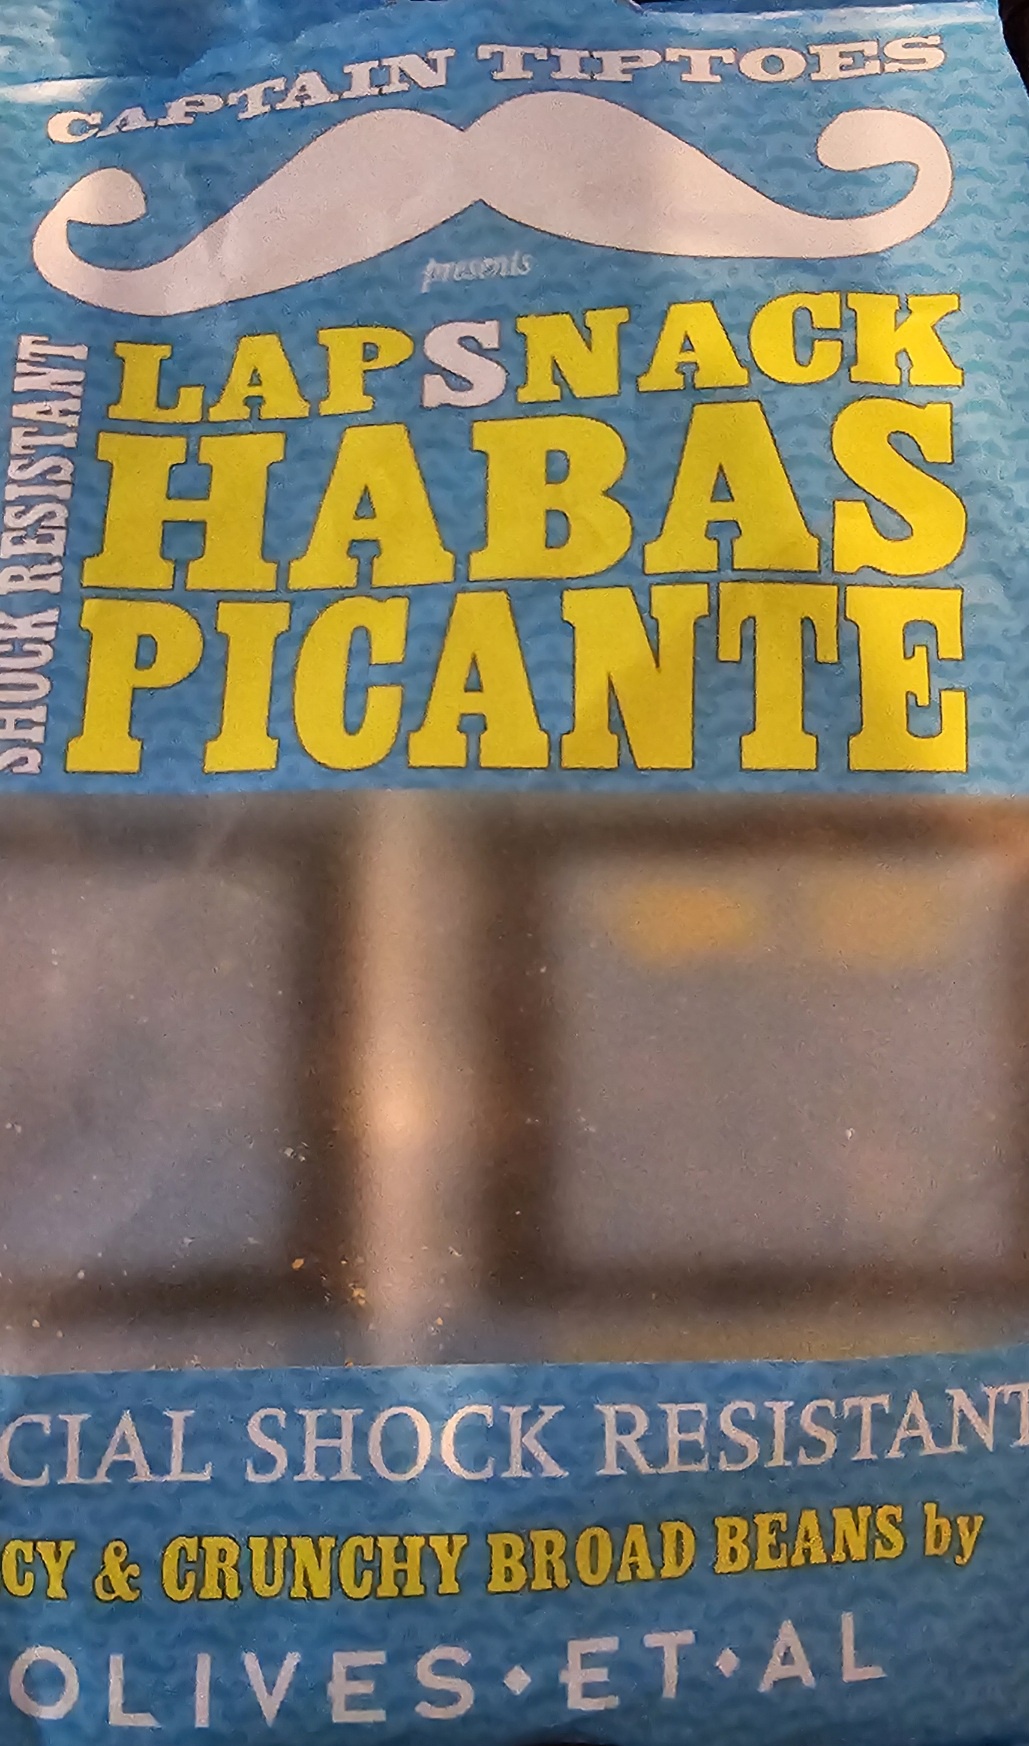 CAPTAIN TIPTOES
presents
SHOCK RESISTANT
LAPSNACK
HABAS
PICANTE
CIAL SHOCK RESISTANT
CY & CRUNCHY BROAD BEANS by
OLIVES•ET•AL